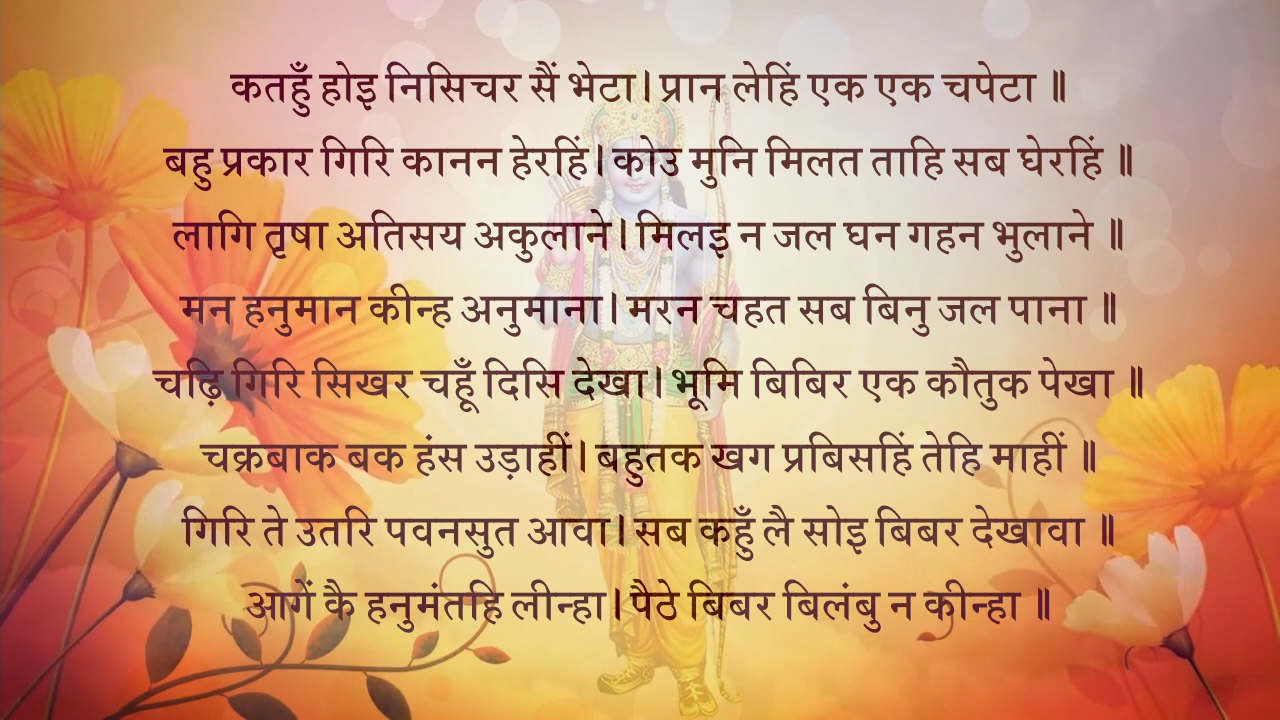 कतहुँ होइ निसिचर सैं भेटा। प्रान लेहिं एक एक चपेटा ॥
बहु प्रकार गिरि कानन हेरहिं। कोउ मुनि मिलत ताहि सब घेरहिं ॥
लागि तृषा अतिसय अकुलाने। मिलइ न जल घन गहन भुलाने ॥
मन हनुमान कीन्ह अनुमाना। मरन चहत सब बिनु जल पाना ॥
चढ़ि गिरि सिखर चहूँ दिसि देखा। भूमि बिबिर एक कौतुक पेखा ॥
चक्रबाक बक हंस उड़ाहीं। बहुतक खग प्रबिसहिं तेहि माहीं ॥
गिरि ते उतरि पवनसुत आवा। सब कहुँ लै सोइ बिबर देखावा ॥
आगें कै हनुमंतहि लीन्हा। पैठे बिबर बिलंबु न कीन्हा ॥